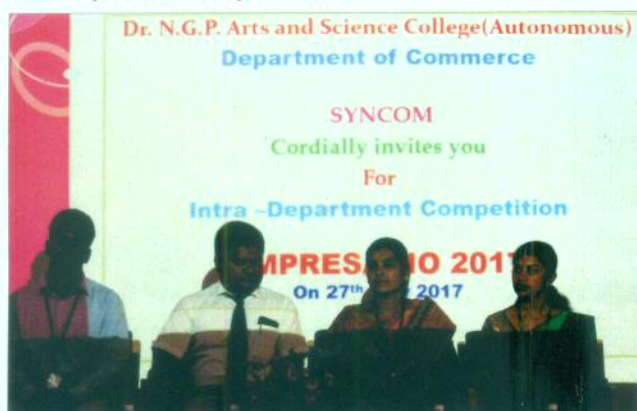 Dr. N.G.P. Arts and Science College(Autonomous)
Department of Commerce
SYNCOM
Cordially invites you
For
Intra –Department Competition
2017
On 27th 2017